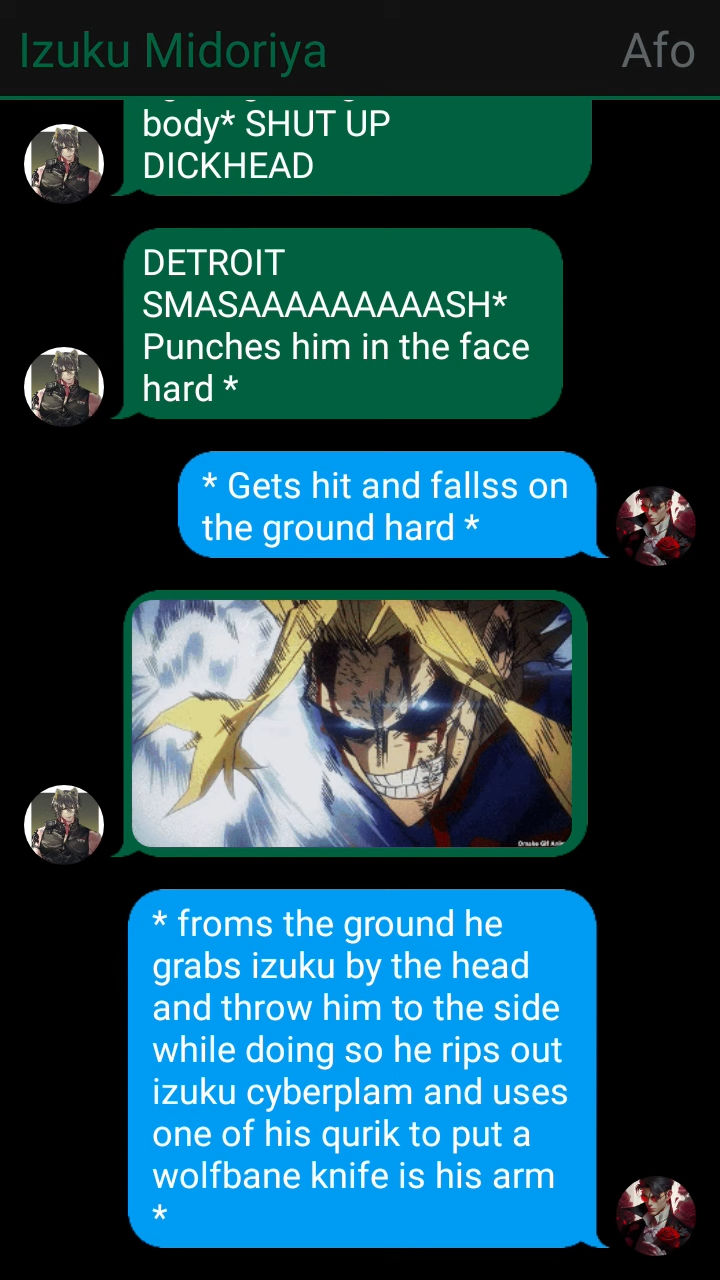 Izuku Midoriya
Afo
body* SHUT UP
DICKHEAD
DETROIT
SMASAAAAAAAAAASH*
Punches him in the face
hard *
* Gets hit and fallss on
the ground hard *
* froms the ground he
grabs izuku by the head
and throw him to the side
while doing so he rips out
izuku cyberplam and uses
one of his qurik to put a
wolfbane knife is his arm
*